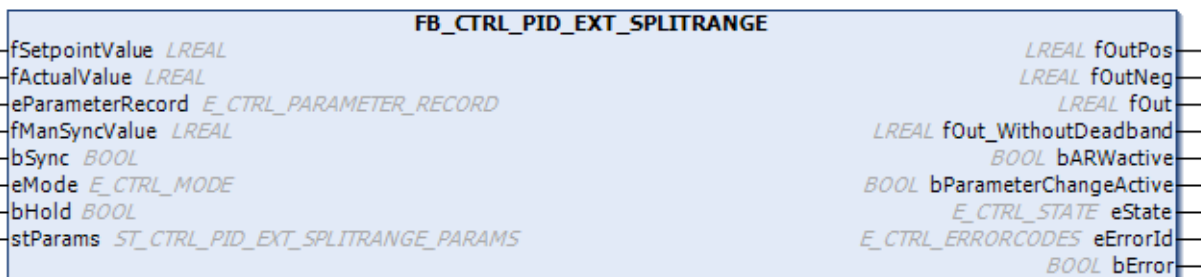 FB_CTRL_PID_EXT_SPLITRANGE
fSetpointValue LREAL LREAL fOutPos
fActualValue LREAL LREAL fOutNeg
eParameterRecord E_CTRL_PARAMETER_RECORD LREAL fOut
fManSyncValue LREAL LREAL fOut_WithoutDeadband
bSync BOOL BOOL bARWactive
eMode E_CTRL_MODE BOOL bParameterChangeActive
bHold BOOL E_CTRL_STATE eState
stParams ST_CTRL_PID_EXT_SPLITRANGE_PARAMS E_CTRL_ERRORCODES eErrorId
BOOL bError